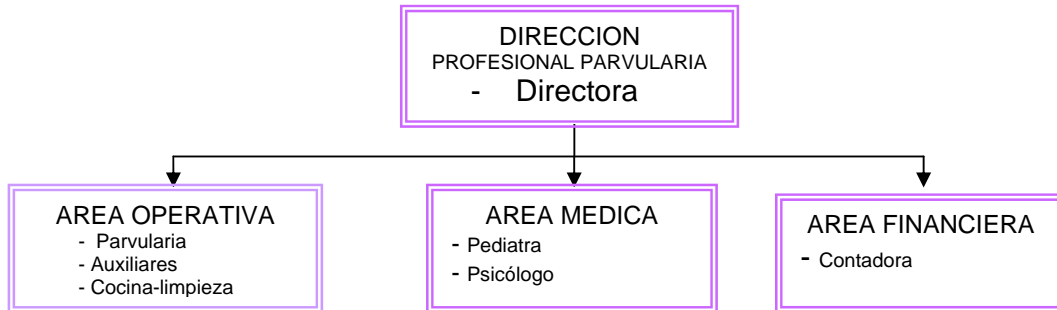 DIRECCION
PROFESIONAL PARVULARIA
- Directora
AREA OPERATIVA
- Parvularia
- Auxiliares
- Cocina-limpieza
AREA MEDICA
- Pediatra
- Psicólogo
AREA FINANCIERA
- Contadora